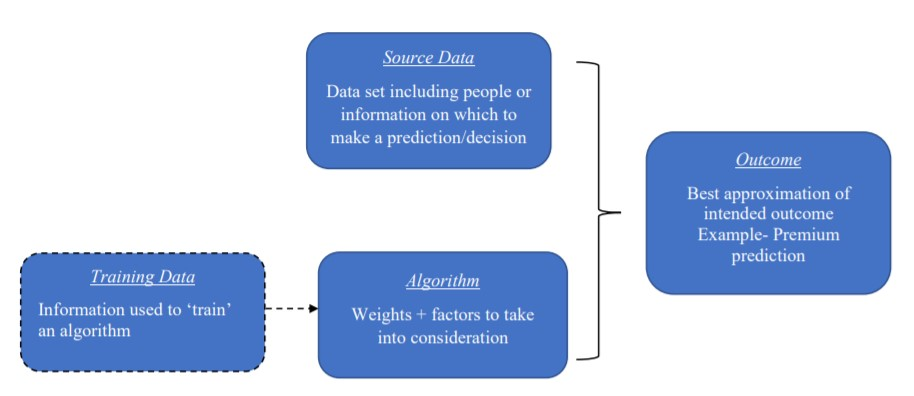 Source Data
Data set including people or
information on which to
make a prediction/decision
Outcome
Best approximation of
intended outcome
Example- Premium
prediction
Training Data
Information used to ‘train’
an algorithm
Algorithm
Weights + factors to take
into consideration